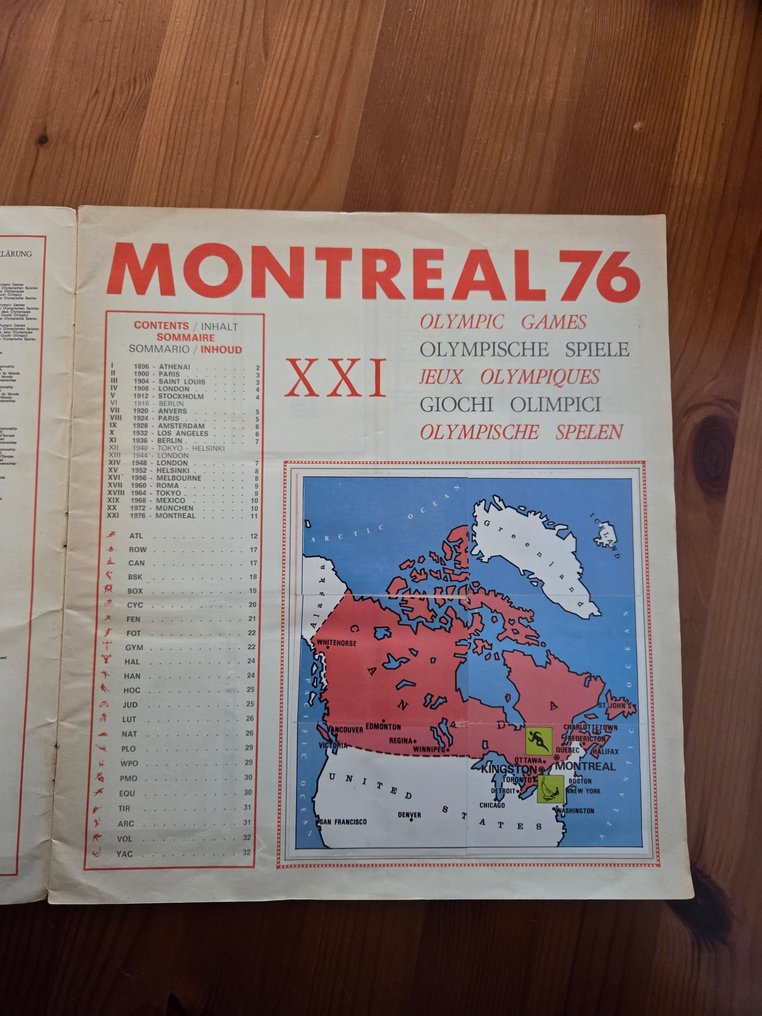 LÄRUNG
MONTREAL 76
CONTENTS / INHALT
SOMMAIRE
SOMMARIO / INHOUD
I 1896 - ATHENAI 2
II 1900 - PARIS 3
III 1904 - SAINT LOUIS 3
IV 1908 - LONDON 4
V 1912 - STOCKHOLM 4
VI 1916 - BERLIN
VII 1920 - ANVERS 5
VIII 1924 - PARIS 5
IX 1928 - AMSTERDAM 6
X 1932 - LOS ANGELES 6
XI 1936 - BERLIN 7
XII 1940 - TOKYO - HELSINKI
XIII 1944 - LONDON
XIV 1948 - LONDON 7
XV 1952 - HELSINKI 8
XVI 1956 - MELBOURNE 8
XVII 1960 - ROMA 9
XVIII 1964 - TOKYO 9
XIX 1968 - MEXICO 10
XX 1972 - MÜNCHEN 10
XXI 1976 - MONTREAL 11
ATL 12
ROW 17
CAN 17
BSK 18
BOX 19
CYC 20
FEN 21
FOT 22
GYM 22
HAL 24
HAN 24
HOC 25
JUD 25
LUT 26
NAT 26
PLO 29
WPO 29
PMO 30
EQU 30
TIR 31
ARC 31
VOL 32
YAC 32
XXI
OLYMPIC GAMES
OLYMPISCHE SPIELE
JEUX OLYMPIQUES
GIOCHI OLIMPICI
OLYMPISCHE SPELEN
ARCTIC OCEAN
Greenland
ICELAND
Alaska
WHITEHORSE
CANADA
PACIFIC OCEAN
ATLANTIC OCEAN
ST. JOHN'S
EDMONTON
VANCOUVER
VICTORIA
REGINA
WINNIPEG
CHARLOTTETOWN
FREDERICTON
QUEBEC
HALIFAX
OTTAWA
MONTREAL
KINGSTON
TORONTO
BOSTON
DETROIT
NEW YORK
CHICAGO
WASHINGTON
UNITED STATES
SAN FRANCISCO
DENVER